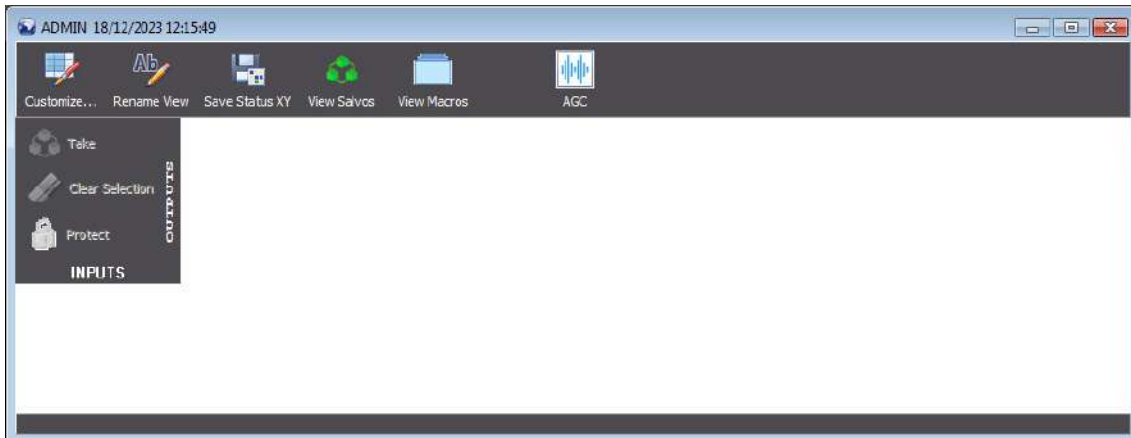 ADMIN 18/12/2023 12:15:49
Customize... Rename View Save Status XY View Salvos View Macros AGC
Take
Clear Selection
Protect
OUTPUTS
INPUTS